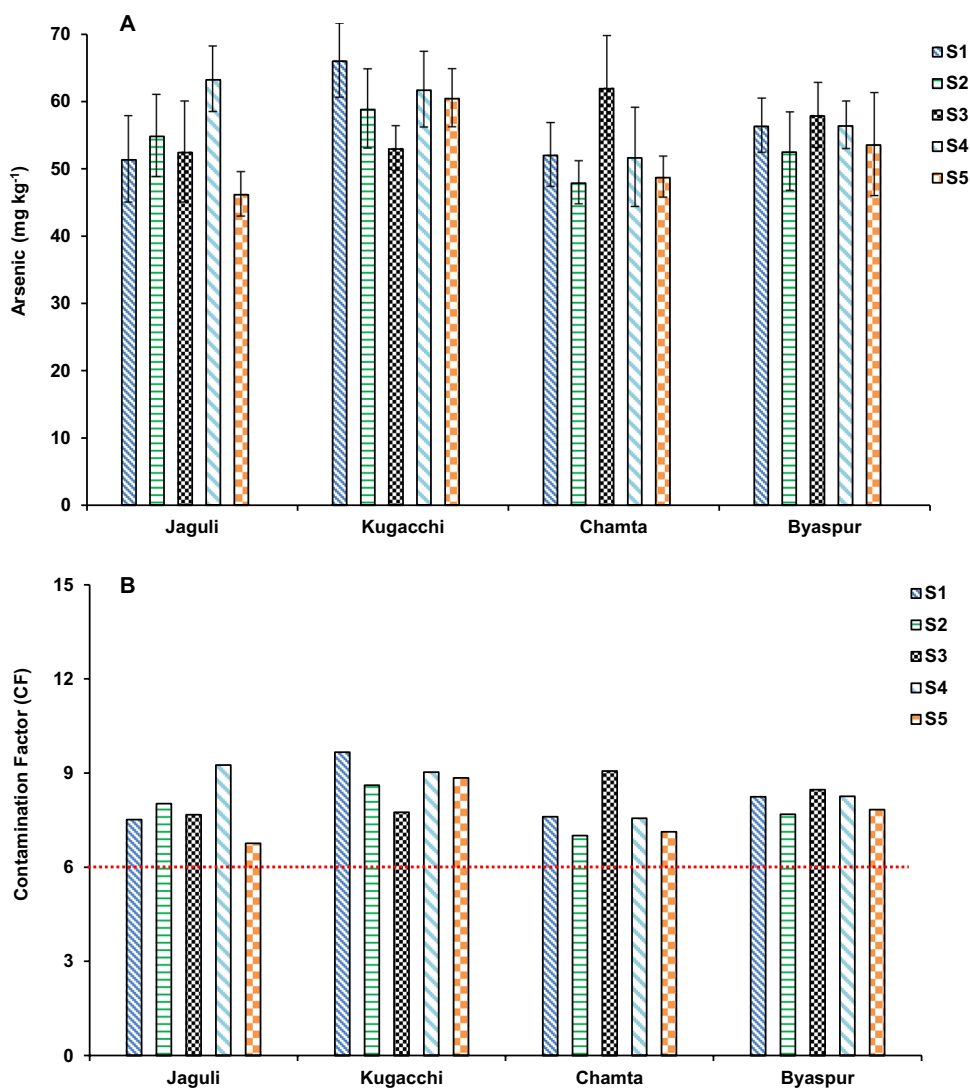 A
70
60
50
40
30
20
10
0
Arsenic (mg kg-1)
Jaguli Kugacchi Chamta Byaspur
S1
S2
S3
S4
S5
B
15
12
9
6
3
0
Contamination Factor (CF)
Jaguli Kugacchi Chamta Byaspur
S1
S2
S3
S4
S5